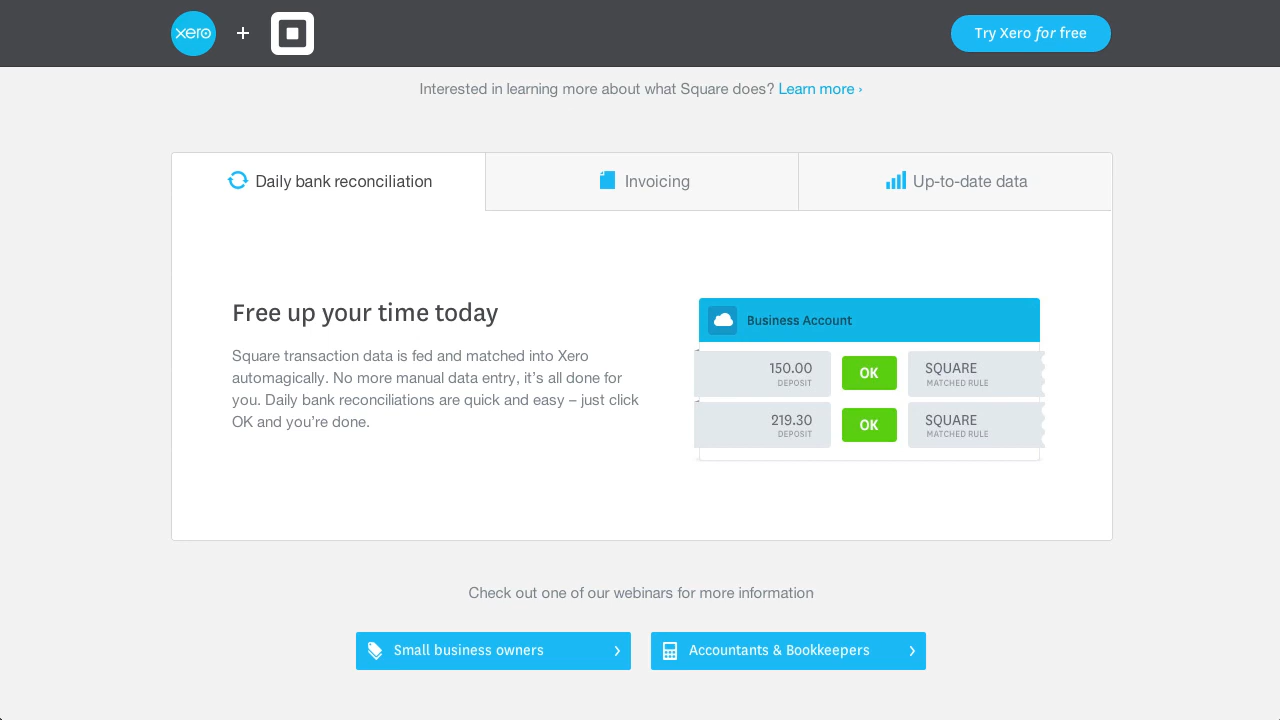 xero + Try Xero for free
Interested in learning more about what Square does? Learn more ›
Daily bank reconciliation
Invoicing
Up-to-date data
Free up your time today
Square transaction data is fed and matched into Xero
automagically. No more manual data entry, it’s all done for
you. Daily bank reconciliations are quick and easy – just click
OK and you’re done.
Business Account
150.00 OK SQUARE
DEPOSIT MATCHED RULE
219.30 OK SQUARE
DEPOSIT MATCHED RULE
Check out one of our webinars for more information
Small business owners ›
Accountants & Bookkeepers ›